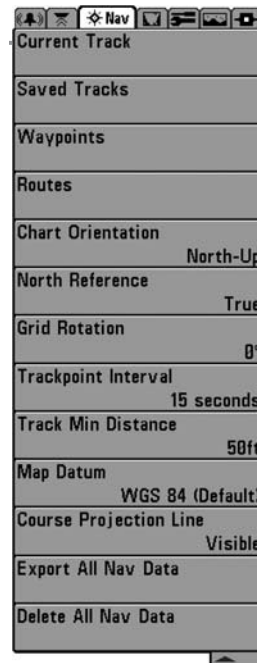 Nav
Current Track
Saved Tracks
Waypoints
Routes
Chart Orientation
North-Up
North Reference
True
Grid Rotation
0°
Trackpoint Interval
15 seconds
Track Min Distance
50ft
Map Datum
WGS 84 (Default)
Course Projection Line
Visible
Export All Nav Data
Delete All Nav Data